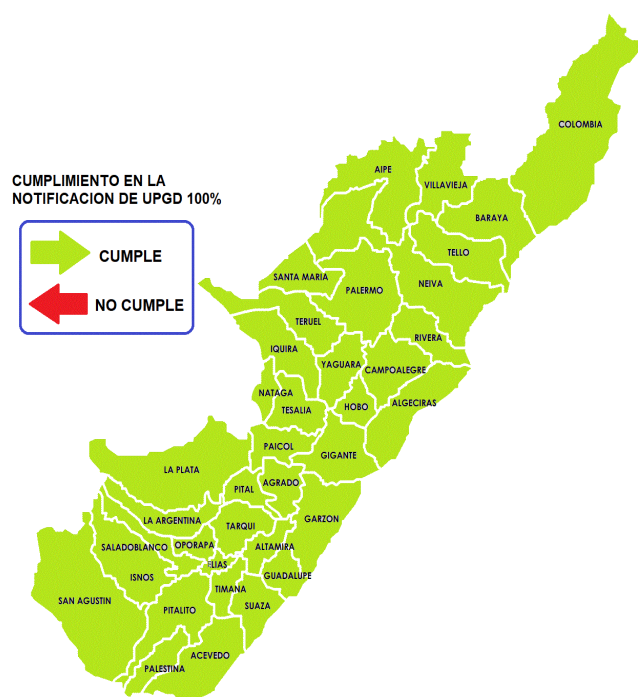 COLOMBIA
AIPE
VILLAVIEJA
CUMPLIMIENTO EN LA
NOTIFICACION DE UPGD 100%
BARAYA
TELLO
CUMPLE
NO CUMPLE
SANTA MARIA
PALERMO
NEIVA
TERUEL
RIVERA
IQUIRA
YAGUARA
CAMPOALEGRE
NATAGA
TESALIA
HOBO
ALGECIRAS
PAICOL
GIGANTE
LA PLATA
PITAL
AGRADO
LA ARGENTINA
TARQUI
GARZON
SALADOBLANCO
OPORAPA
ALTAMIRA
ELIAS
ISNOS
GUADALUPE
TIMANA
SAN AGUSTIN
PITALITO
SUAZA
ACEVEDO
PALESTINA